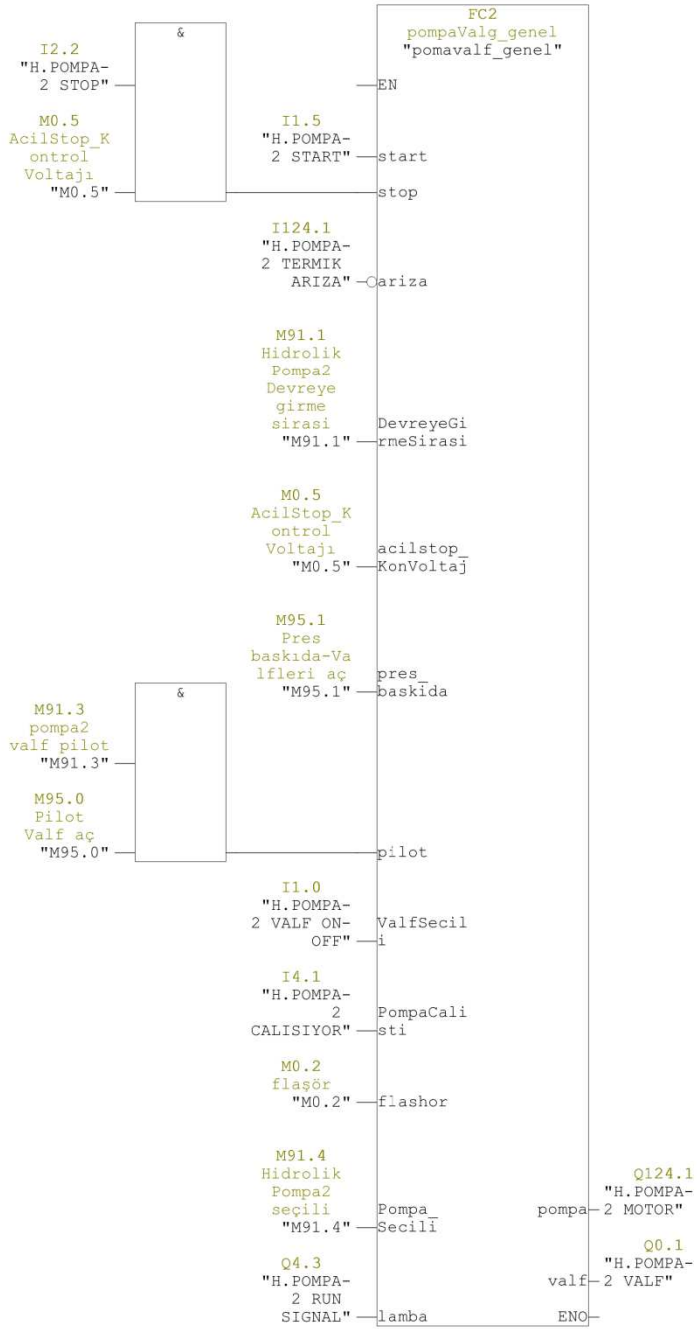 FC2
pompaValg_genel
"pomavalf_genel"
&
I2.2
"H.POMPA-
2 STOP"
EN
M0.5
AcilStop_K
ontrol
Voltajı
"M0.5"
I1.5
"H.POMPA-
2 START"
start
stop
I124.1
"H.POMPA-
2 TERMIK
ARIZA"
ariza
M91.1
Hidrolik
Pompa2
Devreye
girme
sirasi
"M91.1"
DevreyeGi
rmeSirasi
M0.5
AcilStop_K
ontrol
Voltajı
"M0.5"
acilstop_
KonVoltaj
M95.1
Pres
baskıda-Va
lfleri aç
"M95.1"
pres_
baskida
&
M91.3
pompa2
valf pilot
"M91.3"
M95.0
Pilot
Valf aç
"M95.0"
pilot
I1.0
"H.POMPA-
2 VALF ON-
OFF"
ValfSecil
i
I4.1
"H.POMPA-
2
CALISIYOR"
PompaCali
sti
M0.2
flaşör
"M0.2"
flashor
M91.4
Hidrolik
Pompa2
seçili
"M91.4"
Pompa_
Secili
Q124.1
"H.POMPA-
2 MOTOR"
pompa
Q4.3
"H.POMPA-
2 RUN
SIGNAL"
lamba
Q0.1
"H.POMPA-
2 VALF"
valf
ENO